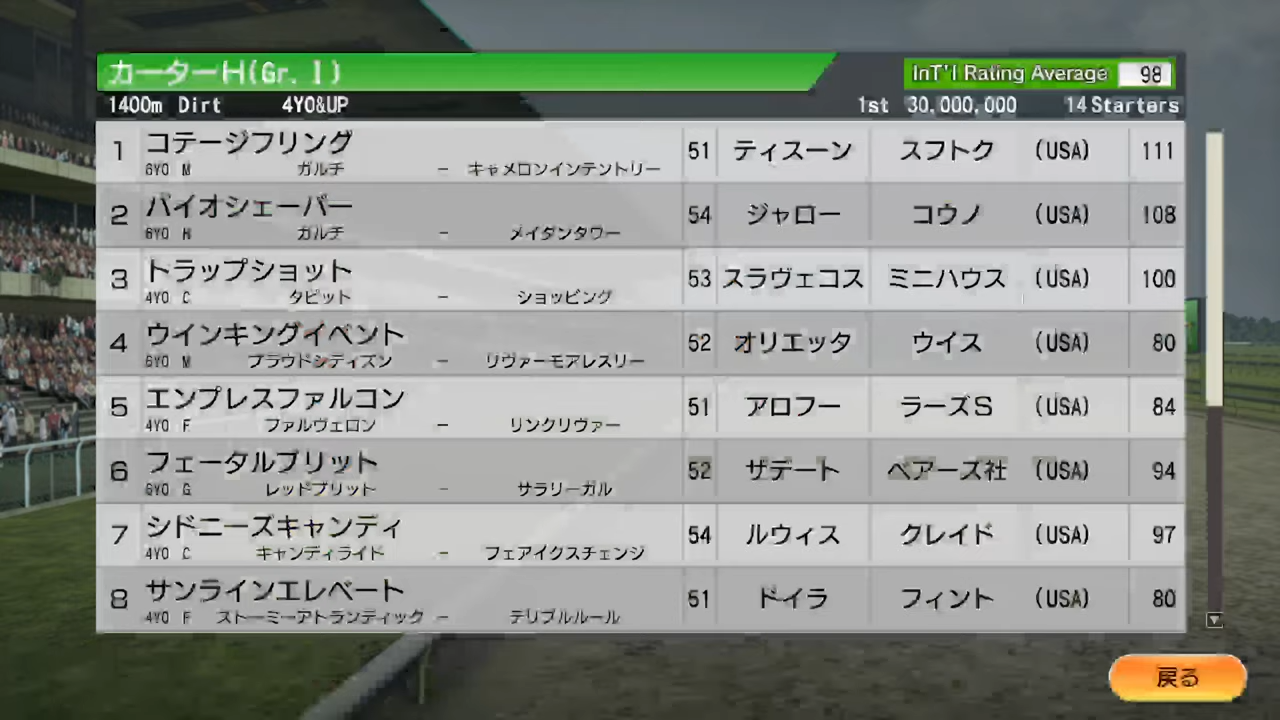 カーターH(Gr. I)
InT'l Rating Average 98
1400m Dirt 4YO&UP 1st 30,000,000 14Starters
1 コテージフリング 51 ティスーン スフトク (USA) 111
6YO M ガルチ － キャメロンインテントリー
2 バイオシェーバー 54 ジャロー コウノ (USA) 108
6YO H ガルチ － メイダンタワー
3 トラップショット 53 スラヴェコス ミニハウス (USA) 100
4YO C タピット － ショッピング
4 ウインキングイベント 52 オリエッタ ウイス (USA) 80
6YO M プラウドシティズン － リヴァーモアレスリー
5 エンプレスファルコン 51 アロフー ラーズS (USA) 84
4YO F ファルヴェロン － リンクリヴァー
6 フェータルブリット 52 ザデート ベアーズ社 (USA) 94
6YO G レッドブリット － サラリーガル
7 シドニーズキャンディ 54 ルウィス クレイド (USA) 97
4YO C キャンディライド － フェアイクスチェンジ
8 サンラインエレベート 51 ドイラ フィント (USA) 80
4YO F ストーミーアトランティック － テリブルルール
戻る